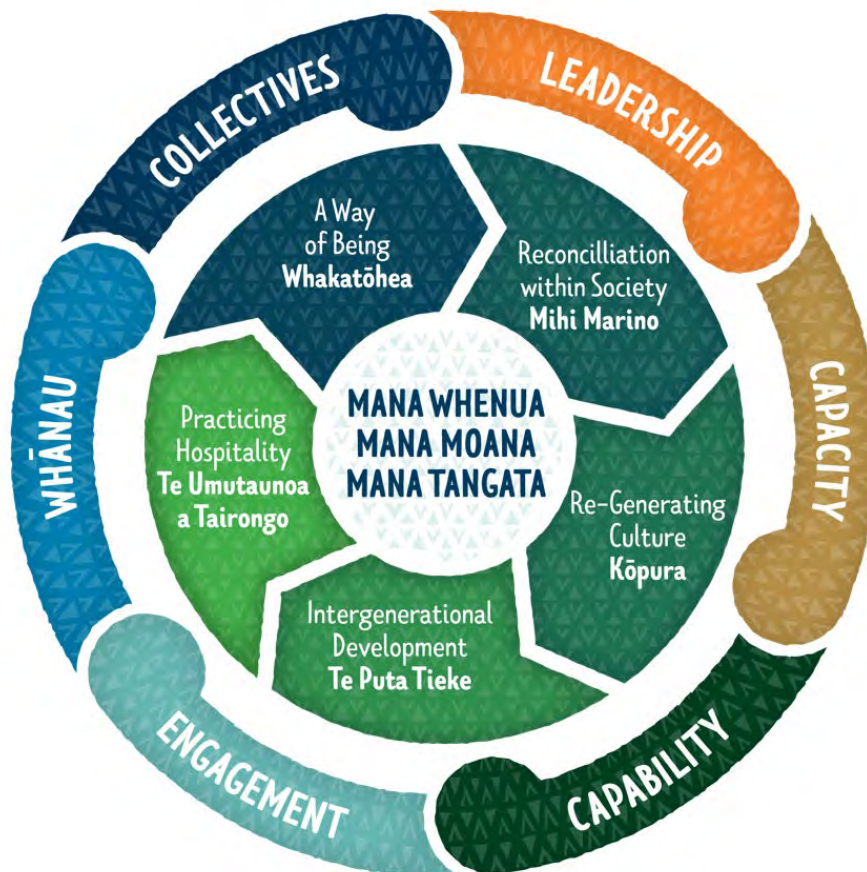 COLLECTIVES
LEADERSHIP
CAPACITY
CAPABILITY
ENGAGEMENT
WHĀNAU
A Way
of Being
Whakatōhea
Reconcilliation
within Society
Mihi Marino
Re-Generating
Culture
Kōpura
Intergenerational
Development
Te Puta Tieke
Practicing
Hospitality
Te Umutaunoa
a Tairongo
MANA WHENUA
MANA MOANA
MANA TANGATA